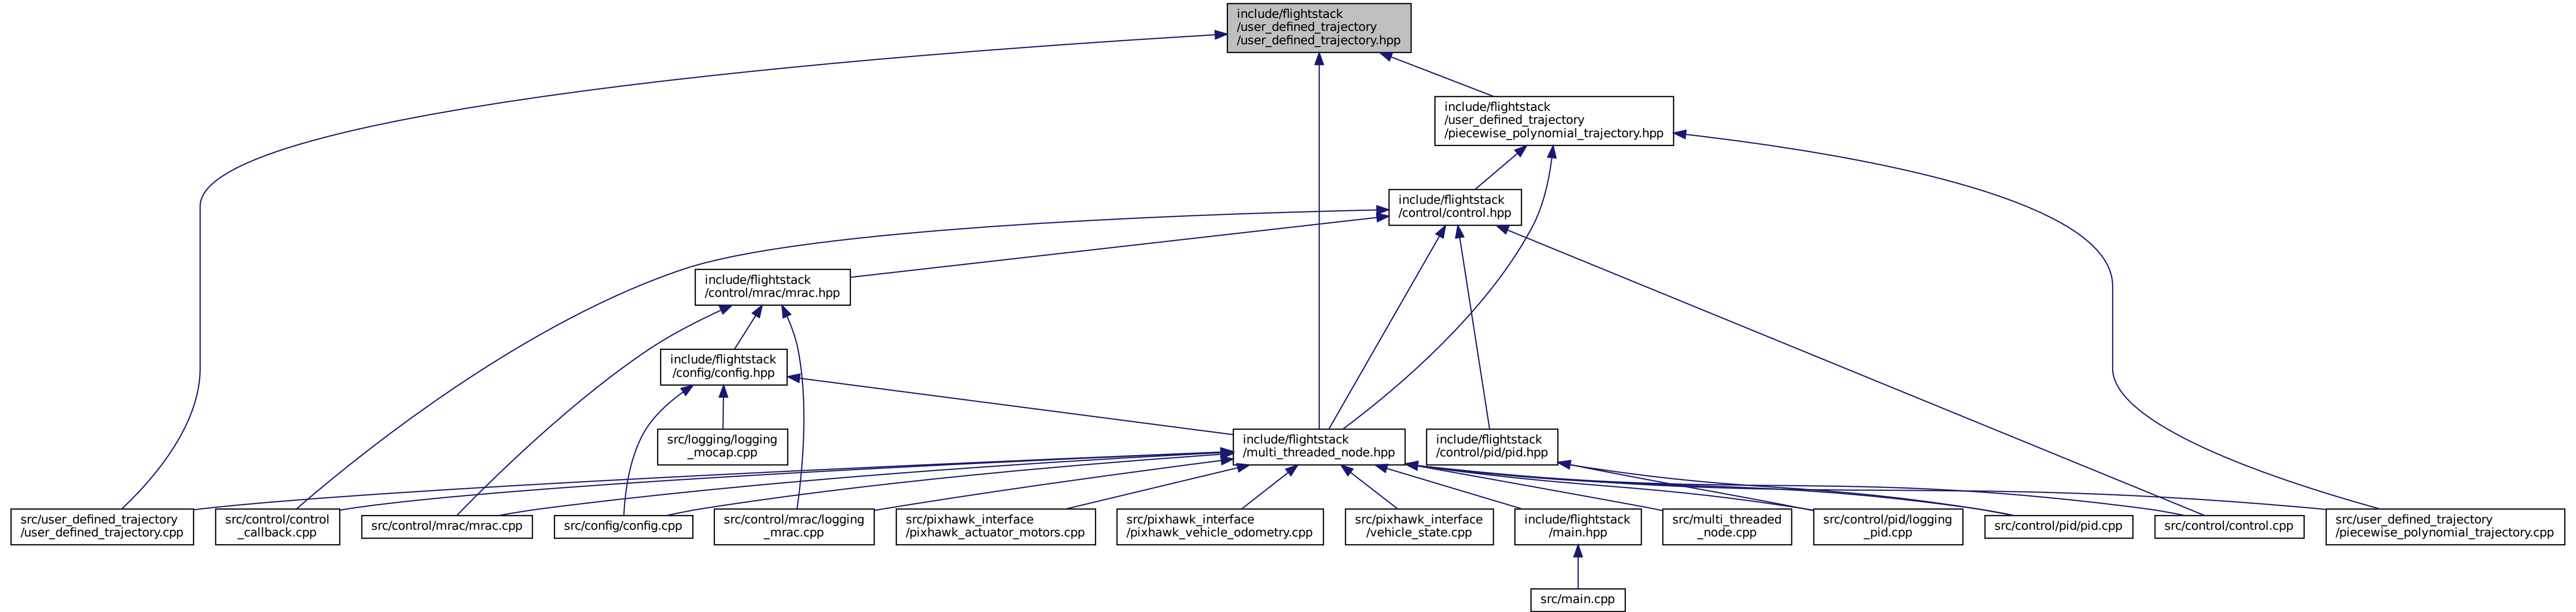 include/flightstack
/user_defined_trajectory
/user_defined_trajectory.hpp
include/flightstack
/user_defined_trajectory
/piecewise_polynomial_trajectory.hpp
include/flightstack
/control/control.hpp
include/flightstack
/control/mrac/mrac.hpp
include/flightstack
/config/config.hpp
src/logging/logging
_mocap.cpp
include/flightstack
/multi_threaded_node.hpp
include/flightstack
/control/pid/pid.hpp
src/user_defined_trajectory
/user_defined_trajectory.cpp
src/control/control
_callback.cpp
src/control/mrac/mrac.cpp
src/config/config.cpp
src/control/mrac/logging
_mrac.cpp
src/pixhawk_interface
/pixhawk_actuator_motors.cpp
src/pixhawk_interface
/pixhawk_vehicle_odometry.cpp
src/pixhawk_interface
/vehicle_state.cpp
include/flightstack
/main.hpp
src/multi_threaded
_node.cpp
src/control/pid/logging
_pid.cpp
src/control/pid/pid.cpp
src/control/control.cpp
src/user_defined_trajectory
/piecewise_polynomial_trajectory.cpp
src/main.cpp